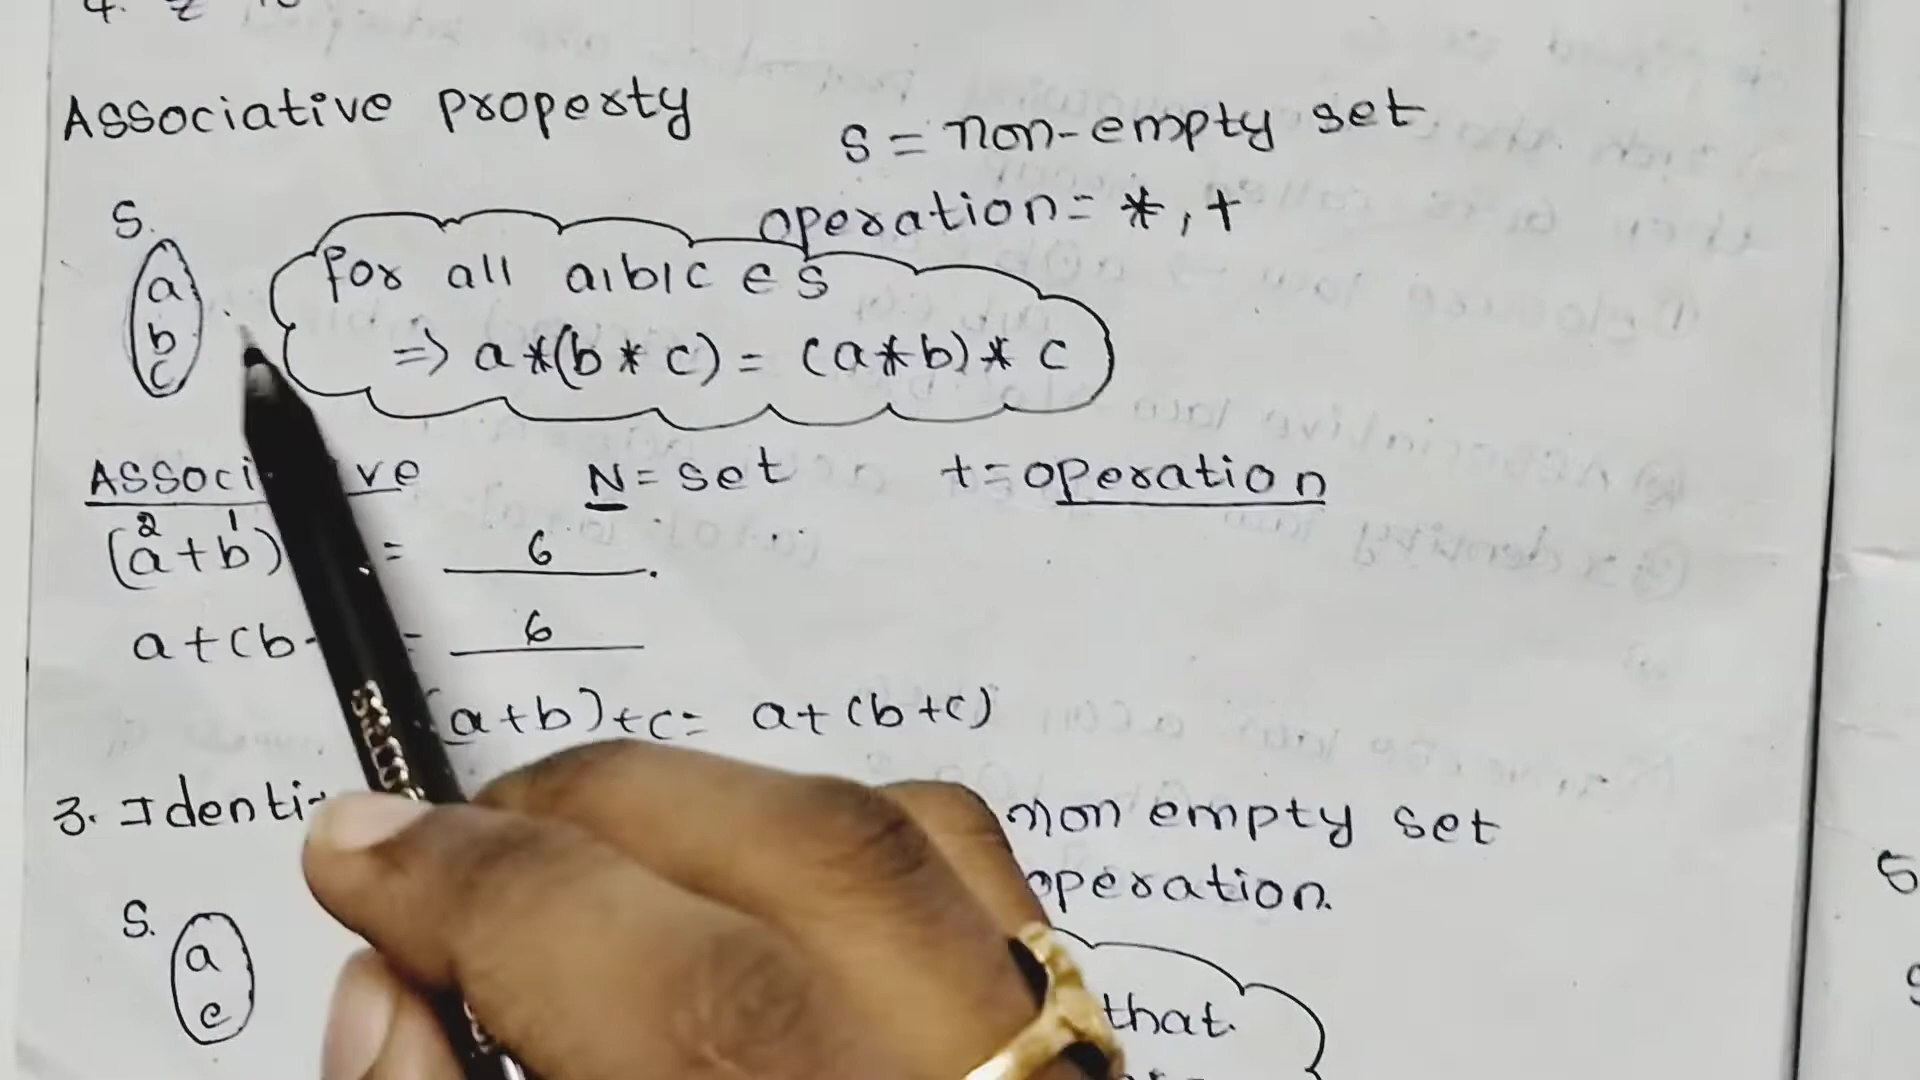 Associative property
S = non-empty set
operation = *, +
S.
a
b
c
for all a,b,c ∈ S
=> a*(b * c) = (a*b)* c
N = set
t = operation
2 1
(a+b) = 6.
a+(b = 6
(a+b)+c= a+(b+c)
3. Identi
non empty set
operation.
S.
a
e
that.